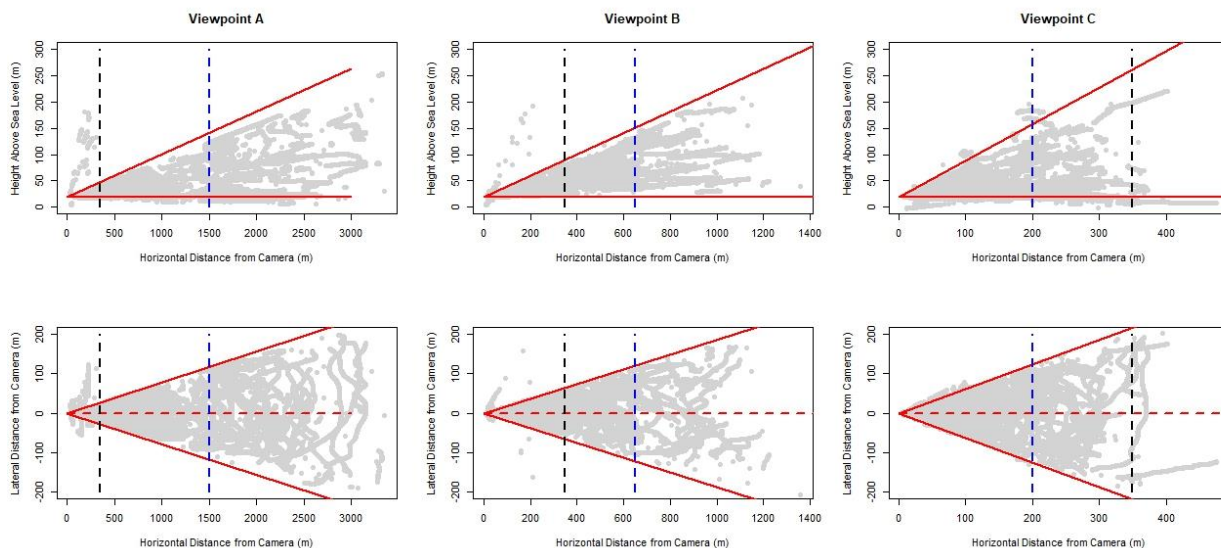 Viewpoint A
Viewpoint B
Viewpoint C
Height Above Sea Level (m)
0 50 100 150 200 250 300
0 500 1000 1500 2000 2500 3000
Horizontal Distance from Camera (m)
Height Above Sea Level (m)
0 50 100 150 200 250 300
0 200 400 600 800 1000 1200 1400
Horizontal Distance from Camera (m)
Height Above Sea Level (m)
0 50 100 150 200 250 300
0 100 200 300 400
Horizontal Distance from Camera (m)
Lateral Distance from Camera (m)
-200 -100 0 100 200
0 500 1000 1500 2000 2500 3000
Horizontal Distance from Camera (m)
Lateral Distance from Camera (m)
-200 -100 0 100 200
0 200 400 600 800 1000 1200 1400
Horizontal Distance from Camera (m)
Lateral Distance from Camera (m)
-200 -100 0 100 200
0 100 200 300 400
Horizontal Distance from Camera (m)